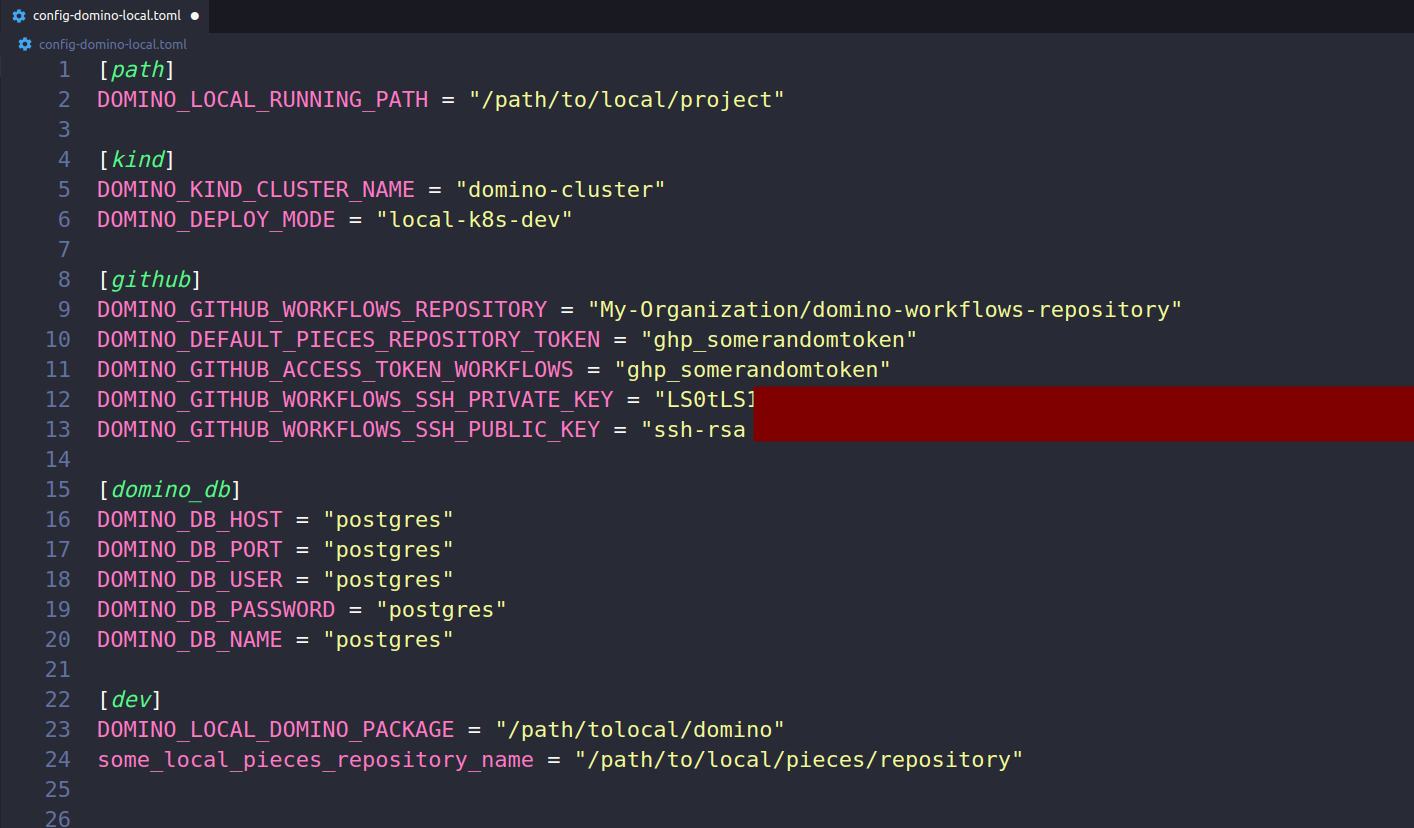 config-domino-local.toml
config-domino-local.toml
1 [path]
2 DOMINO_LOCAL_RUNNING_PATH = "/path/to/local/project"
3
4 [kind]
5 DOMINO_KIND_CLUSTER_NAME = "domino-cluster"
6 DOMINO_DEPLOY_MODE = "local-k8s-dev"
7
8 [github]
9 DOMINO_GITHUB_WORKFLOWS_REPOSITORY = "My-Organization/domino-workflows-repository"
10 DOMINO_DEFAULT_PIECES_REPOSITORY_TOKEN = "ghp_somerandomtoken"
11 DOMINO_GITHUB_ACCESS_TOKEN_WORKFLOWS = "ghp_somerandomtoken"
12 DOMINO_GITHUB_WORKFLOWS_SSH_PRIVATE_KEY = "LS0tLS1
13 DOMINO_GITHUB_WORKFLOWS_SSH_PUBLIC_KEY = "ssh-rsa
14
15 [domino_db]
16 DOMINO_DB_HOST = "postgres"
17 DOMINO_DB_PORT = "postgres"
18 DOMINO_DB_USER = "postgres"
19 DOMINO_DB_PASSWORD = "postgres"
20 DOMINO_DB_NAME = "postgres"
21
22 [dev]
23 DOMINO_LOCAL_DOMINO_PACKAGE = "/path/tolocal/domino"
24 some_local_pieces_repository_name = "/path/to/local/pieces/repository"
25
26